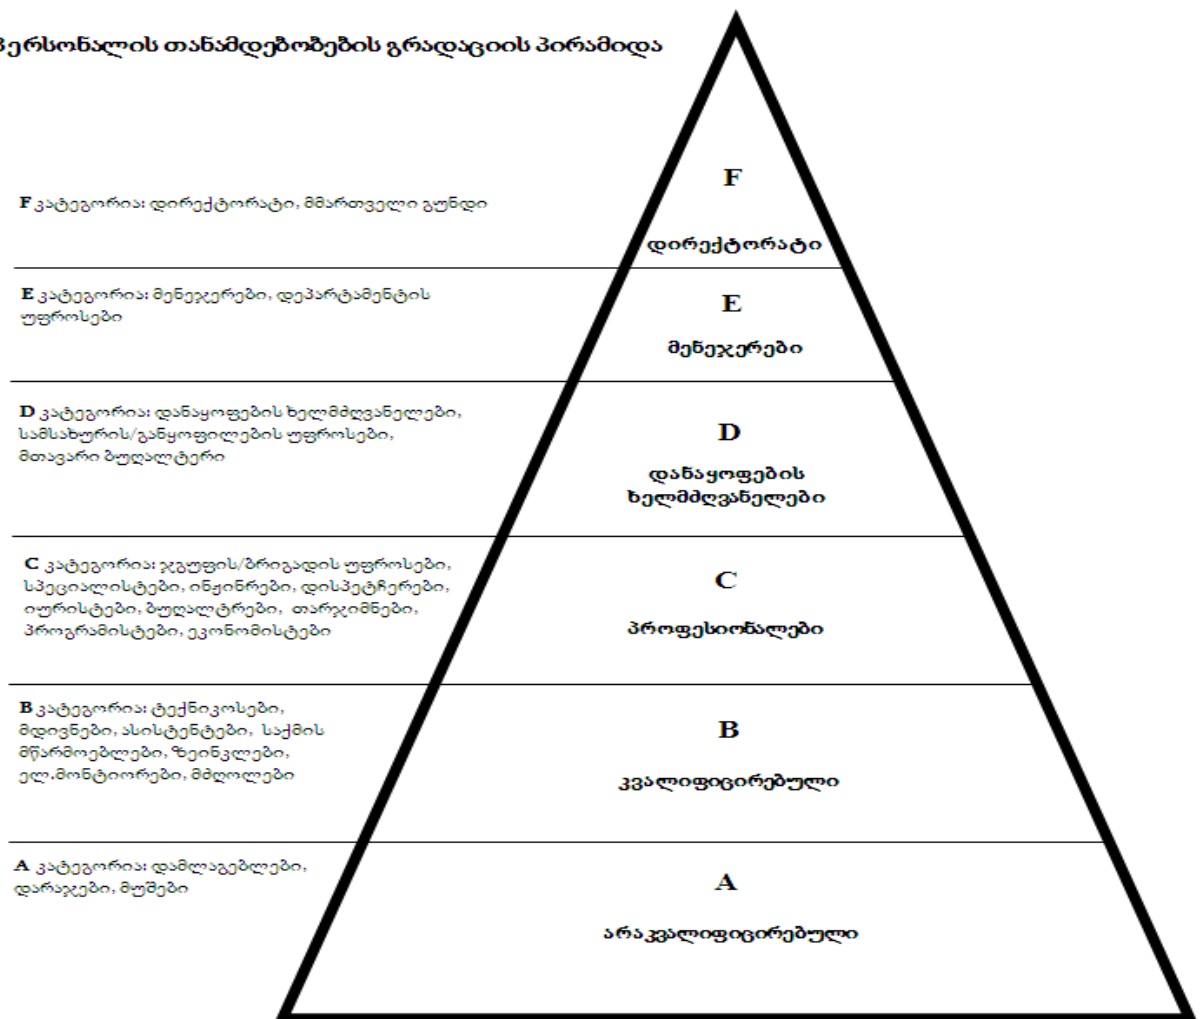 პერსონალის თანამდებობების გრადაციის პირამიდა
F
F კატეგორია: დირექტორატი, მმართველი გუნდი
დირექტორატი
E კატეგორია: მენეჯერები, დეპარტამენტის
უფროსები
E
მენეჯერები
D კატეგორია: დანაყოფების ხელმძღვანელები,
სამსახურის/განყოფილების უფროსები,
მთავარი ბუღალტერი
D
დანაყოფების
ხელმძღვანელები
C კატეგორია: ჯგუფის/ბრიგადის უფროსები,
სპეციალისტები, ინჟინრები, დისპეტჩერები,
იურისტები, ბუღალტრები, თარჯიმნები,
პროგრამისტები, ეკონომისტები
C
პროფესიონალები
B კატეგორია: ტექნიკოსები,
მდივნები, ასისტენტები, საქმის
მწარმოებლები, ზეინკლები,
ელ.მონტიორები, მძღოლები
B
კვალიფიცირებული
A კატეგორია: დამლაგებლები,
დარაჯები, მუშები
A
არაკვალიფიცირებული